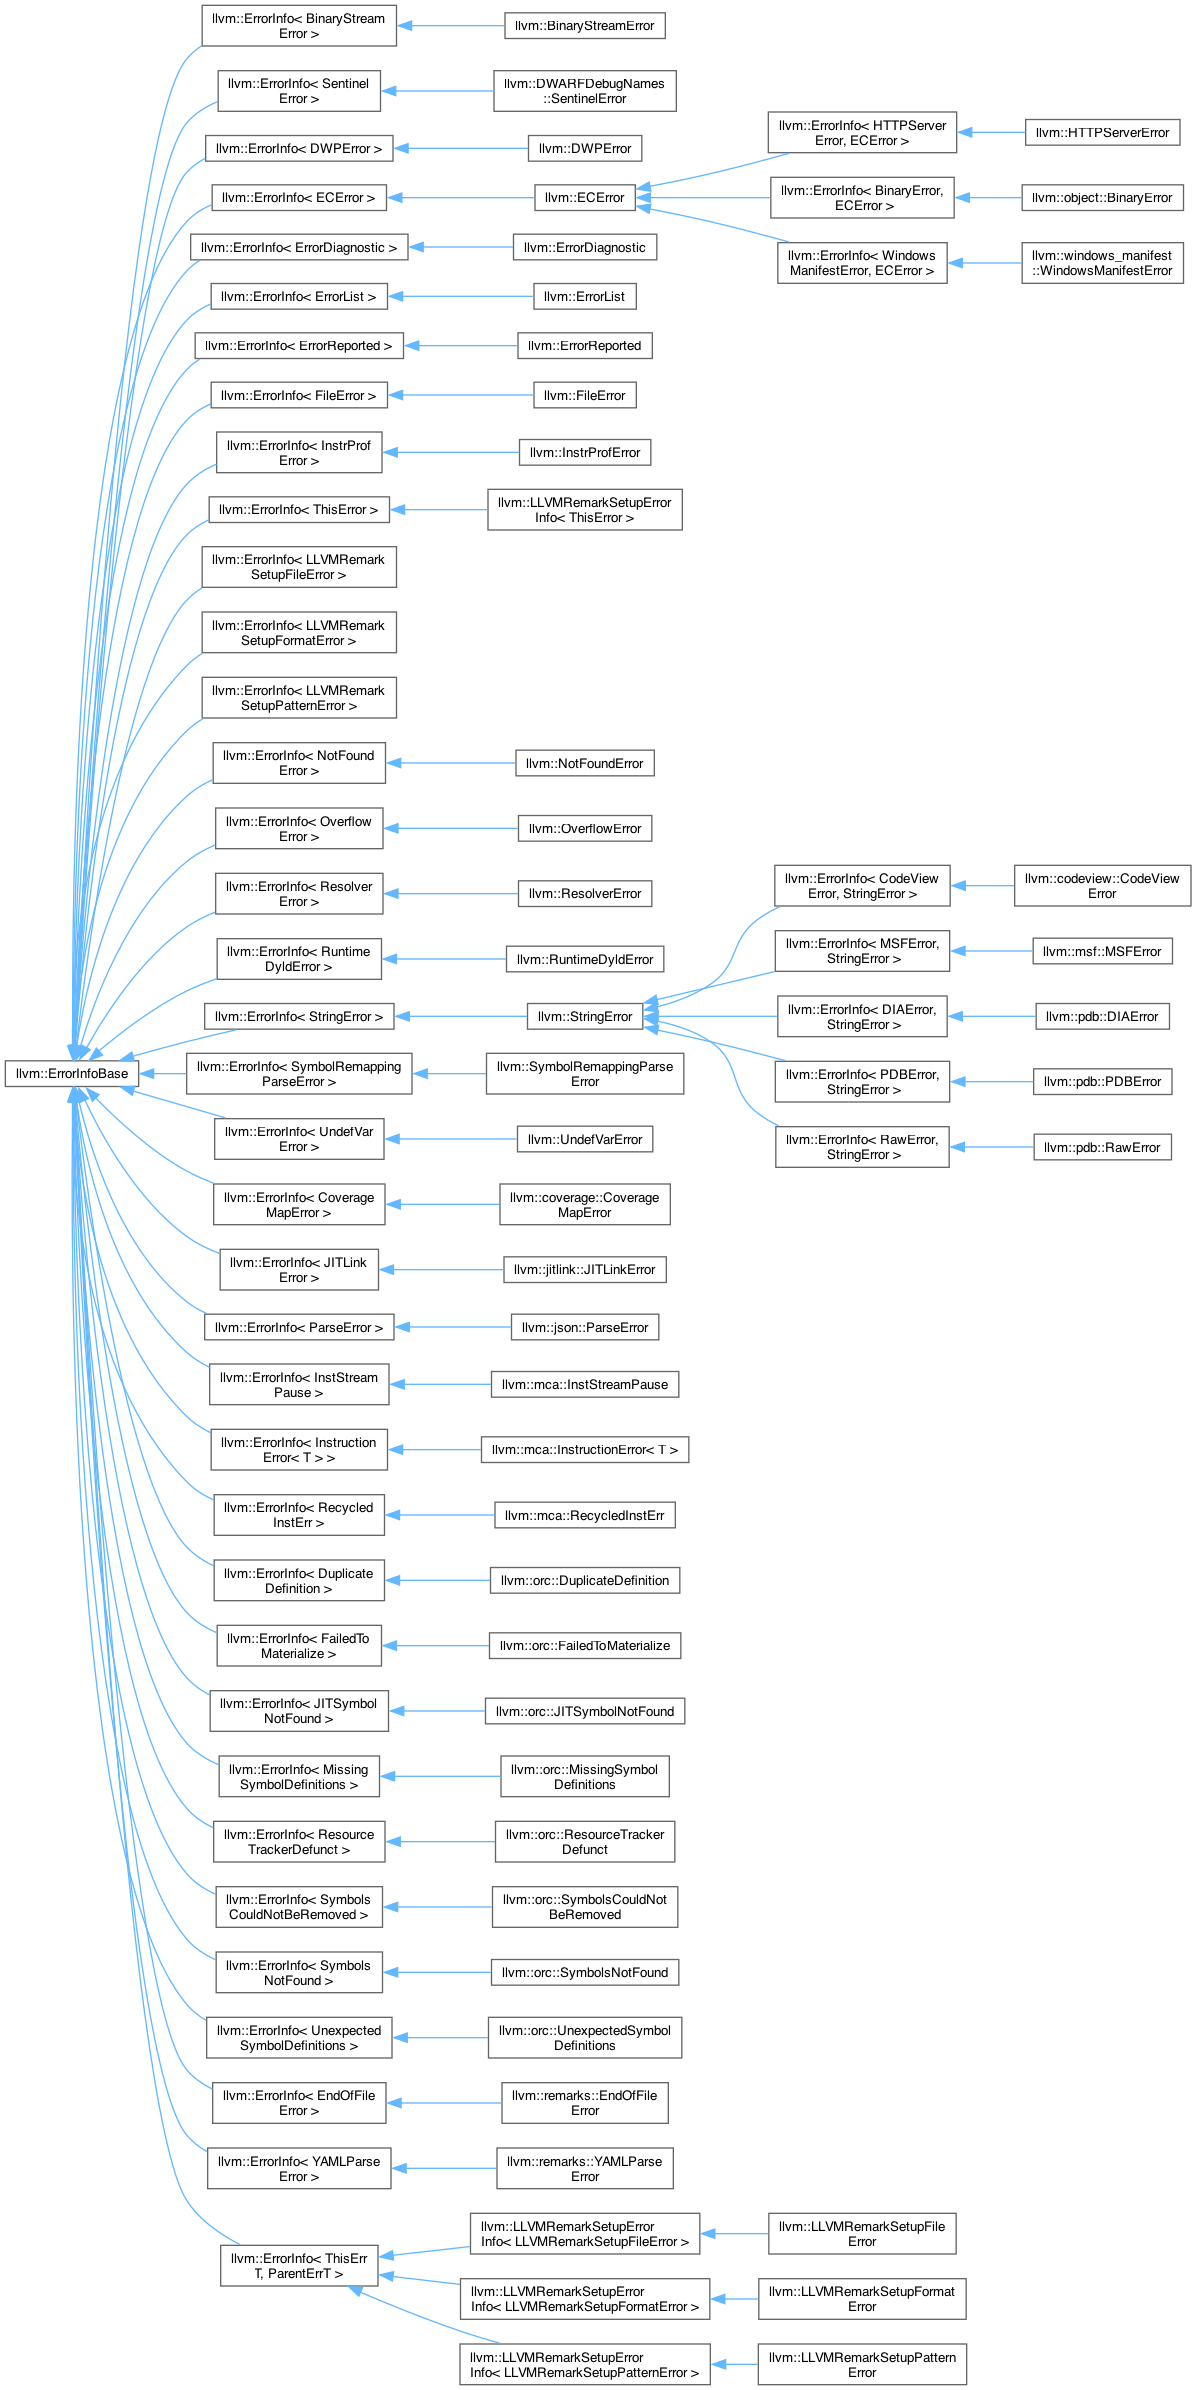 llvm::ErrorInfo< BinaryStream
Error >
llvm::BinaryStreamError
llvm::ErrorInfo< Sentinel
Error >
llvm::DWARFDebugNames
::SentinelError
llvm::ErrorInfo< HTTPServer
Error, ECError >
llvm::HTTPServerError
llvm::ErrorInfo< DWPError >
llvm::DWPError
llvm::ErrorInfo< ECError >
llvm::ECError
llvm::ErrorInfo< BinaryError,
ECError >
llvm::object::BinaryError
llvm::ErrorInfo< ErrorDiagnostic >
llvm::ErrorDiagnostic
llvm::ErrorInfo< Windows
ManifestError, ECError >
llvm::windows_manifest
::WindowsManifestError
llvm::ErrorInfo< ErrorList >
llvm::ErrorList
llvm::ErrorInfo< ErrorReported >
llvm::ErrorReported
llvm::ErrorInfo< FileError >
llvm::FileError
llvm::ErrorInfo< InstrProf
Error >
llvm::InstrProfError
llvm::ErrorInfo< ThisError >
llvm::LLVMRemarkSetupError
Info< ThisError >
llvm::ErrorInfo< LLVMRemark
SetupFileError >
llvm::ErrorInfo< LLVMRemark
SetupFormatError >
llvm::ErrorInfo< LLVMRemark
SetupPatternError >
llvm::ErrorInfo< NotFound
Error >
llvm::NotFoundError
llvm::ErrorInfo< Overflow
Error >
llvm::OverflowError
llvm::ErrorInfo< Resolver
Error >
llvm::ResolverError
llvm::ErrorInfo< CodeView
Error, StringError >
llvm::codeview::CodeView
Error
llvm::ErrorInfo< Runtime
DyldError >
llvm::RuntimeDyldError
llvm::ErrorInfo< MSFError,
StringError >
llvm::msf::MSFError
llvm::ErrorInfo< StringError >
llvm::StringError
llvm::ErrorInfo< DIAError,
StringError >
llvm::pdb::DIAError
llvm::ErrorInfoBase
llvm::ErrorInfo< SymbolRemapping
ParseError >
llvm::SymbolRemappingParse
Error
llvm::ErrorInfo< PDBError,
StringError >
llvm::pdb::PDBError
llvm::ErrorInfo< UndefVar
Error >
llvm::UndefVarError
llvm::ErrorInfo< RawError,
StringError >
llvm::pdb::RawError
llvm::ErrorInfo< Coverage
MapError >
llvm::coverage::Coverage
MapError
llvm::ErrorInfo< JITLink
Error >
llvm::jitlink::JITLinkError
llvm::ErrorInfo< ParseError >
llvm::json::ParseError
llvm::ErrorInfo< InstStream
Pause >
llvm::mca::InstStreamPause
llvm::ErrorInfo< Instruction
Error< T > >
llvm::mca::InstructionError< T >
llvm::ErrorInfo< Recycled
InstErr >
llvm::mca::RecycledInstErr
llvm::ErrorInfo< Duplicate
Definition >
llvm::orc::DuplicateDefinition
llvm::ErrorInfo< FailedTo
Materialize >
llvm::orc::FailedToMaterialize
llvm::ErrorInfo< JITSymbol
NotFound >
llvm::orc::JITSymbolNotFound
llvm::ErrorInfo< Missing
SymbolDefinitions >
llvm::orc::MissingSymbol
Definitions
llvm::ErrorInfo< Resource
TrackerDefunct >
llvm::orc::ResourceTracker
Defunct
llvm::ErrorInfo< Symbols
CouldNotBeRemoved >
llvm::orc::SymbolsCouldNot
BeRemoved
llvm::ErrorInfo< Symbols
NotFound >
llvm::orc::SymbolsNotFound
llvm::ErrorInfo< Unexpected
SymbolDefinitions >
llvm::orc::UnexpectedSymbol
Definitions
llvm::ErrorInfo< EndOfFile
Error >
llvm::remarks::EndOfFile
Error
llvm::ErrorInfo< YAMLParse
Error >
llvm::remarks::YAMLParse
Error
llvm::ErrorInfo< ThisErr
T, ParentErrT >
llvm::LLVMRemarkSetupError
Info< LLVMRemarkSetupFileError >
llvm::LLVMRemarkSetupFile
Error
llvm::LLVMRemarkSetupError
Info< LLVMRemarkSetupFormatError >
llvm::LLVMRemarkSetupFormat
Error
llvm::LLVMRemarkSetupError
Info< LLVMRemarkSetupPatternError >
llvm::LLVMRemarkSetupPattern
Error